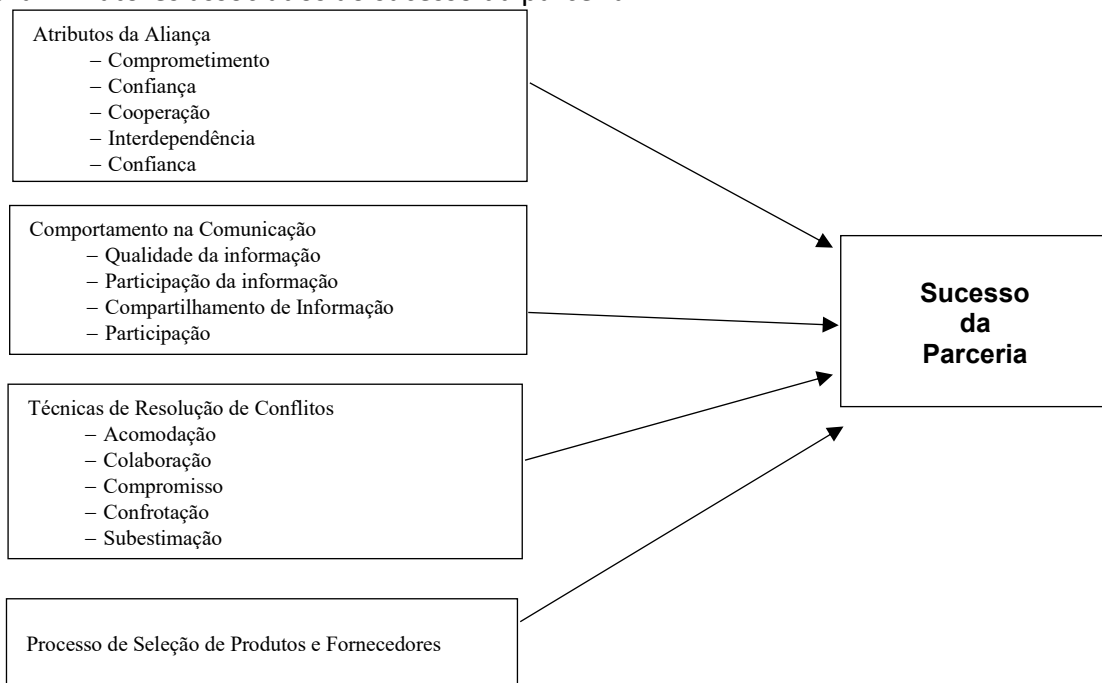 Atributos da Aliança
– Comprometimento
– Confiança
– Cooperação
– Interdependência
– Confianca
Comportamento na Comunicação
– Qualidade da informação
– Participação da informação
– Compartilhamento de Informação
– Participação
Técnicas de Resolução de Conflitos
– Acomodação
– Colaboração
– Compromisso
– Confrotação
– Subestimação
Processo de Seleção de Produtos e Fornecedores
Sucesso
da
Parceria